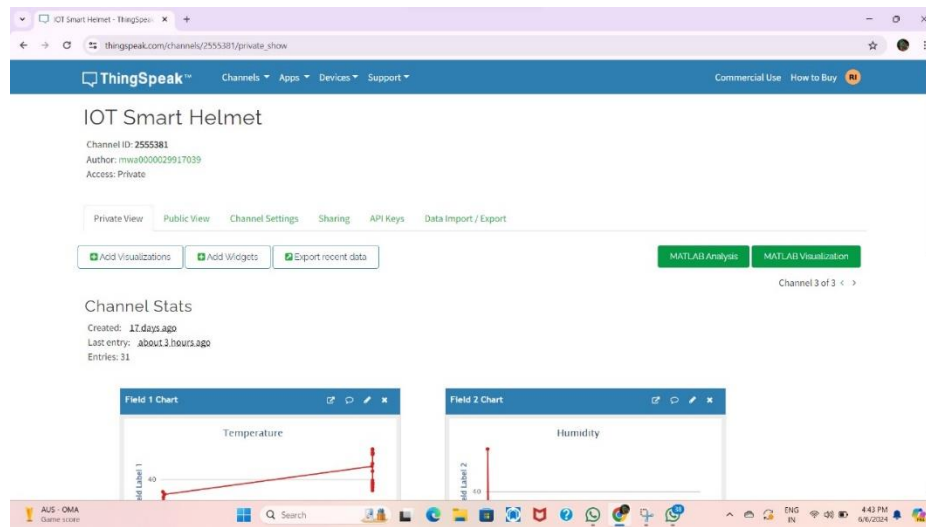 IOT Smart Helmet - ThingSpea
thingspeak.com/channels/2555381/private_show
ThingSpeak™ Channels Apps Devices Support Commercial Use How to Buy RI
IOT Smart Helmet
Channel ID: 2555381
Author: mwa0000029917039
Access: Private
Private View Public View Channel Settings Sharing API Keys Data Import / Export
Add Visualizations Add Widgets Export recent data MATLAB Analysis MATLAB Visualization
Channel 3 of 3 < >
Channel Stats
Created: 17 days ago
Last entry: about 3 hours ago
Entries: 31
Field 1 Chart Field 2 Chart
Temperature Humidity
Label 1 Label 2
40 40
AUS - OMA
Game score
Search
ENG
IN
4:43 PM
6/6/2024